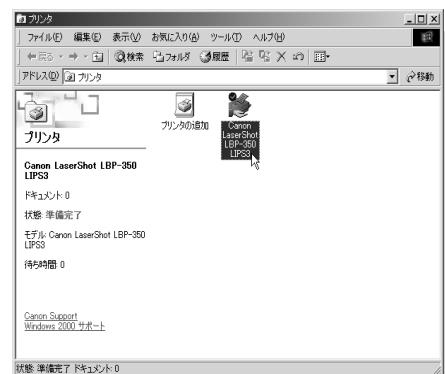 プリンタ
ファイル(F) 編集(E) 表示(V) お気に入り(A) ツール(T) ヘルプ(H)
戻る 検索 フォルダ 履歴
アドレス(D) プリンタ 移動
プリンタ
Canon LaserShot LBP-350
LIPS3
ドキュメント: 0
状態: 準備完了
モデル: Canon LaserShot LBP-350
LIPS3
待ち時間: 0
Canon Support
Windows 2000 サポート
プリンタの追加
Canon
LaserShot
LBP-350
LIPS3
状態: 準備完了 ドキュメント: 0